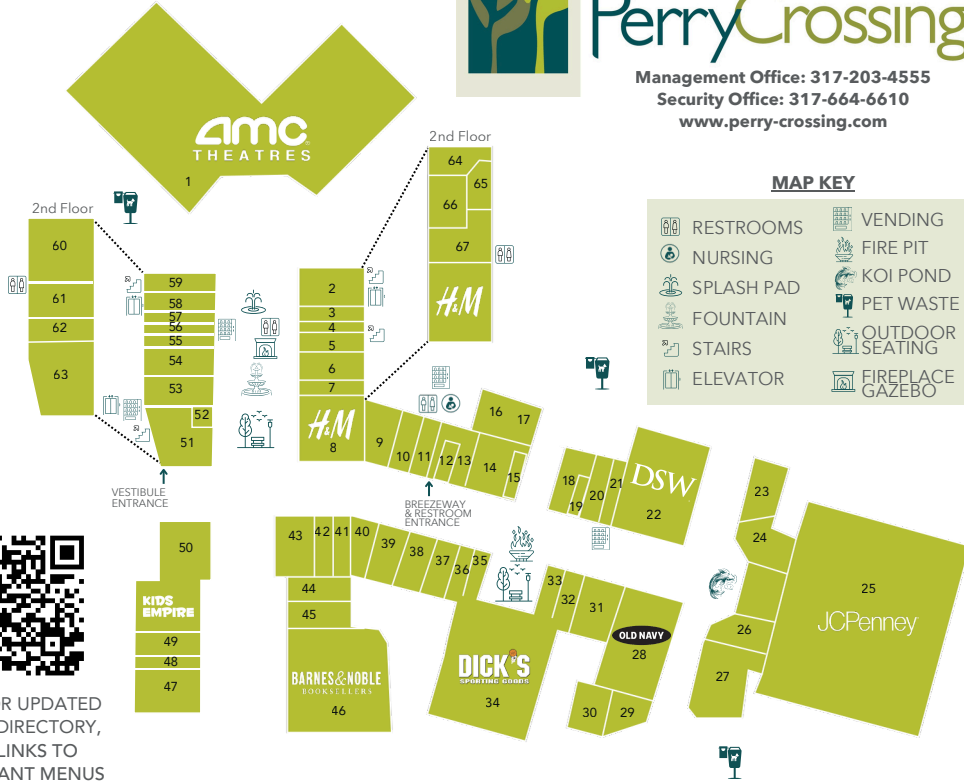 PerryCrossing
Management Office: 317-203-4555
Security Office: 317-664-6610
www.perry-crossing.com
MAP KEY
RESTROOMS
NURSING
SPLASH PAD
FOUNTAIN
STAIRS
ELEVATOR
VENDING
FIRE PIT
KOI POND
PET WASTE
OUTDOOR
SEATING
FIREPLACE
GAZEBO
amc
THEATRES
1
2nd Floor
60
61
62
63
59
58
57
56
55
54
53
52
51
VESTIBULE
ENTRANCE
2nd Floor
64
65
66
67
H&M
2
3
4
5
6
7
H&M
8
9
10
11
12
13
14
15
16
17
BREEZEWAY
& RESTROOM
ENTRANCE
18
19
20
21
DSW
22
23
24
25
JCPenney
26
27
OLD NAVY
28
29
30
31
32
33
DICK'S
SPORTING GOODS
34
35
36
37
38
39
40
41
42
43
44
45
BARNES&NOBLE
BOOKSELLERS
46
50
KIDS
EMPIRE
49
48
47
R UPDATED
DIRECTORY,
LINKS TO
ANT MENUS